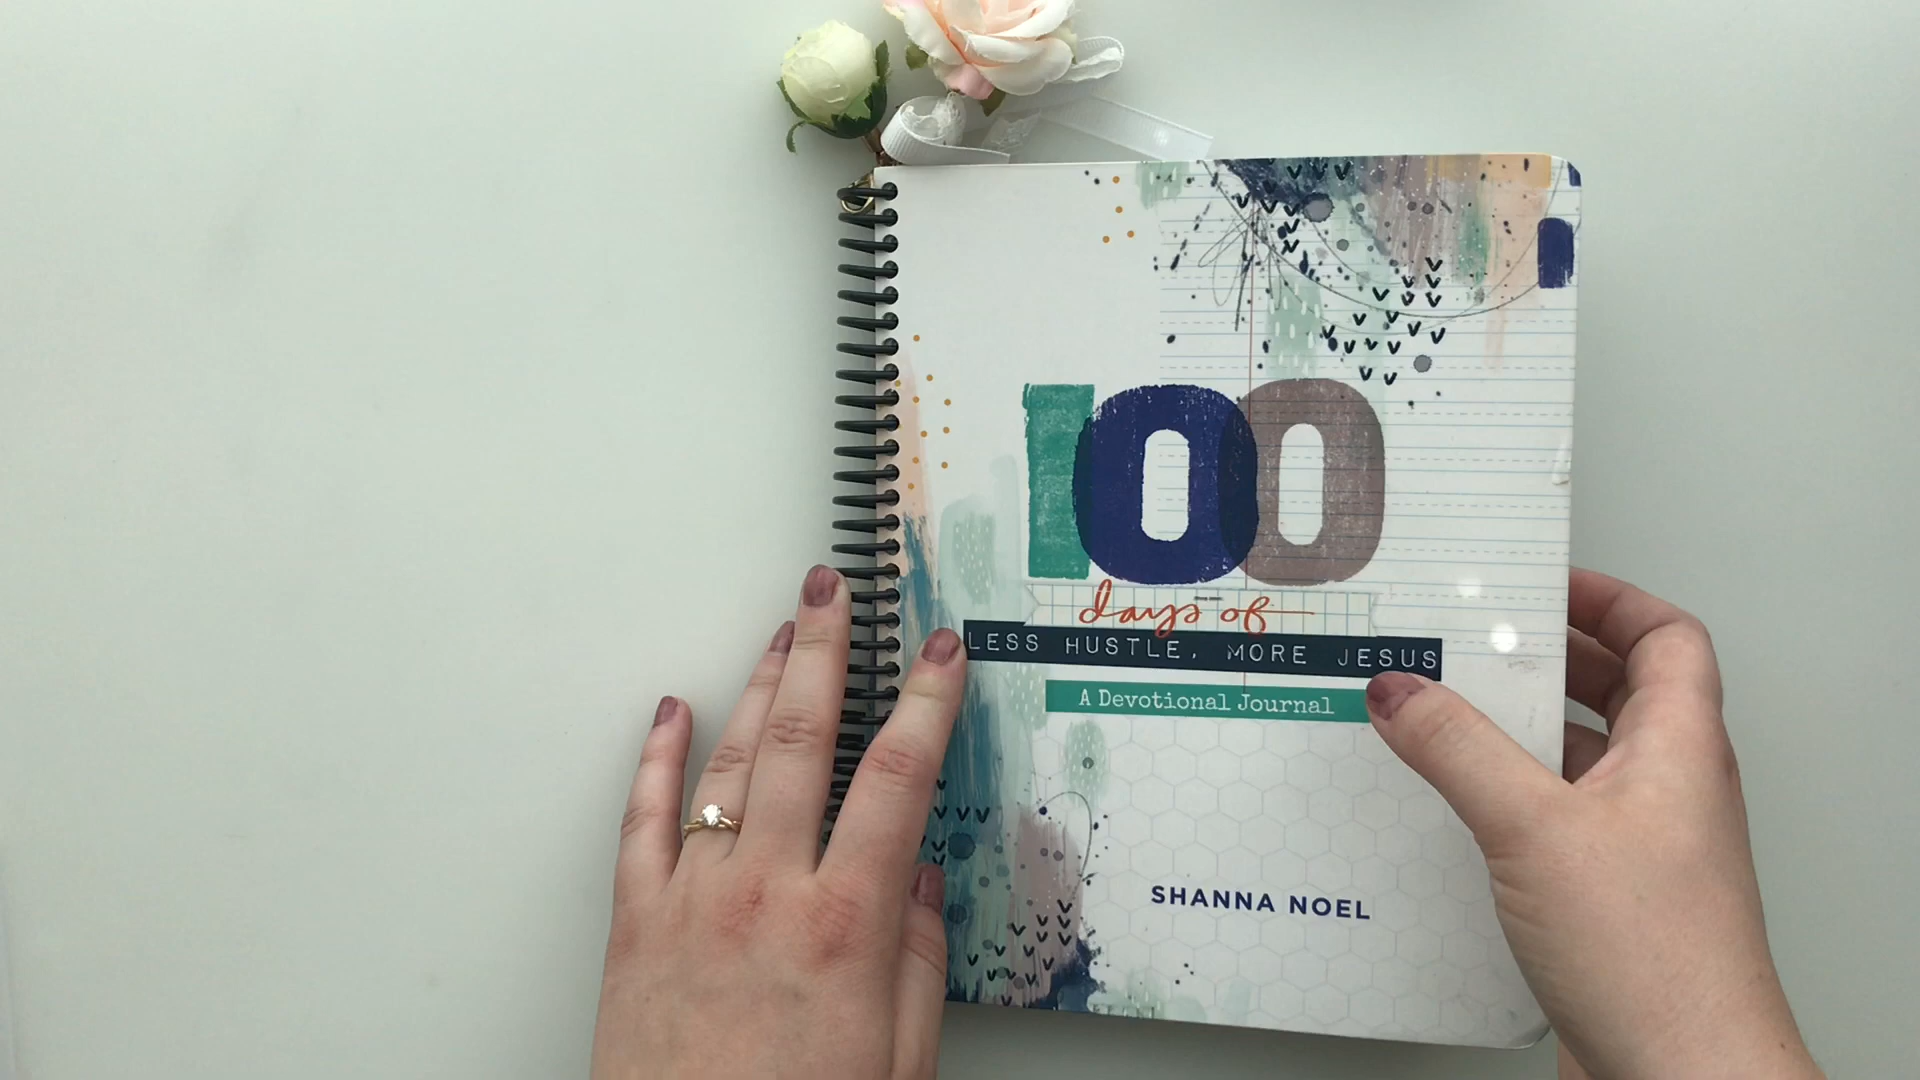 100
days of
LESS HUSTLE, MORE JESUS
A Devotional Journal
SHANNA NOEL